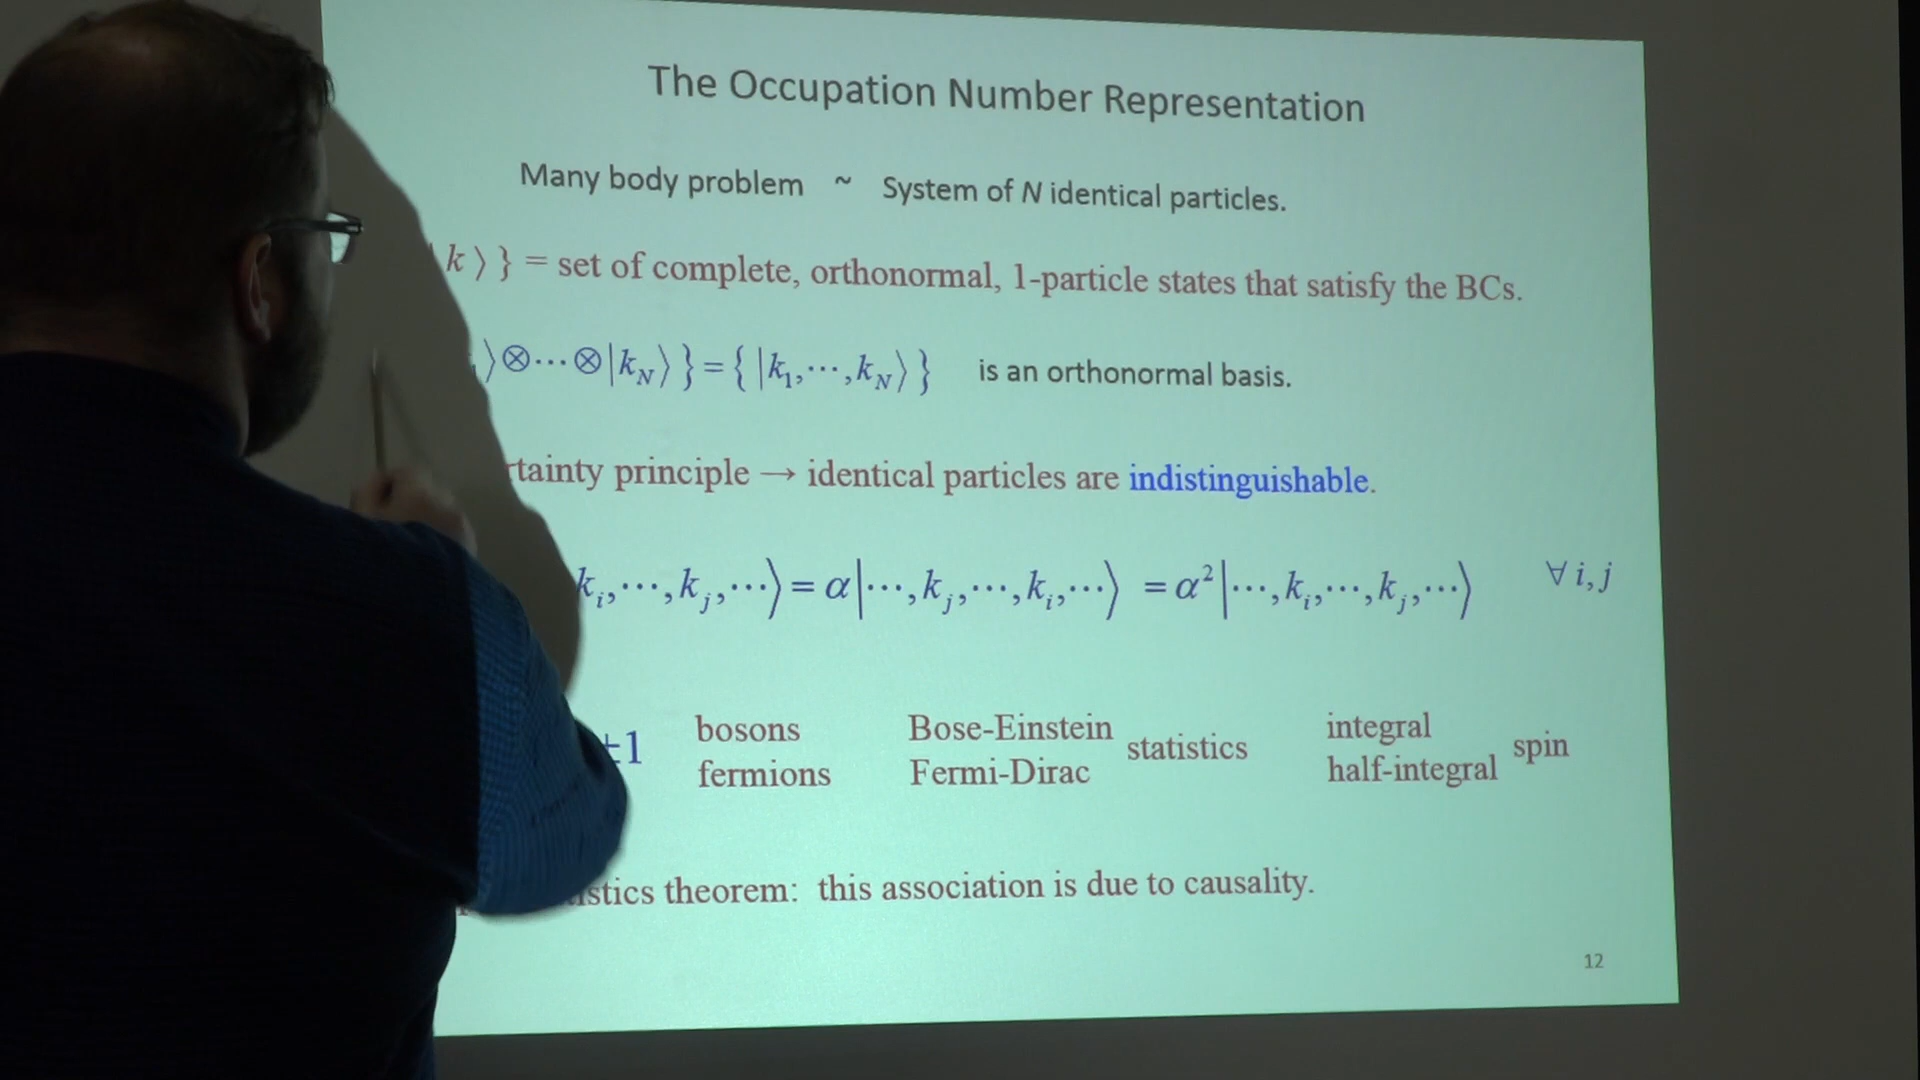 The Occupation Number Representation
Many body problem ~ System of N identical particles.
k ⟩ } = set of complete, orthonormal, 1-particle states that satisfy the BCs.
⟩⊗⋯⊗|k_N⟩ } = { |k_1,⋯,k_N⟩ } is an orthonormal basis.
rtainty principle → identical particles are indistinguishable.
k_i,⋯,k_j,⋯⟩ = α|⋯,k_j,⋯,k_i,⋯⟩ = α²|⋯,k_i,⋯,k_j,⋯⟩ ∀ i,j
±1 bosons Bose-Einstein statistics integral spin
fermions Fermi-Dirac half-integral
istics theorem: this association is due to causality.
12